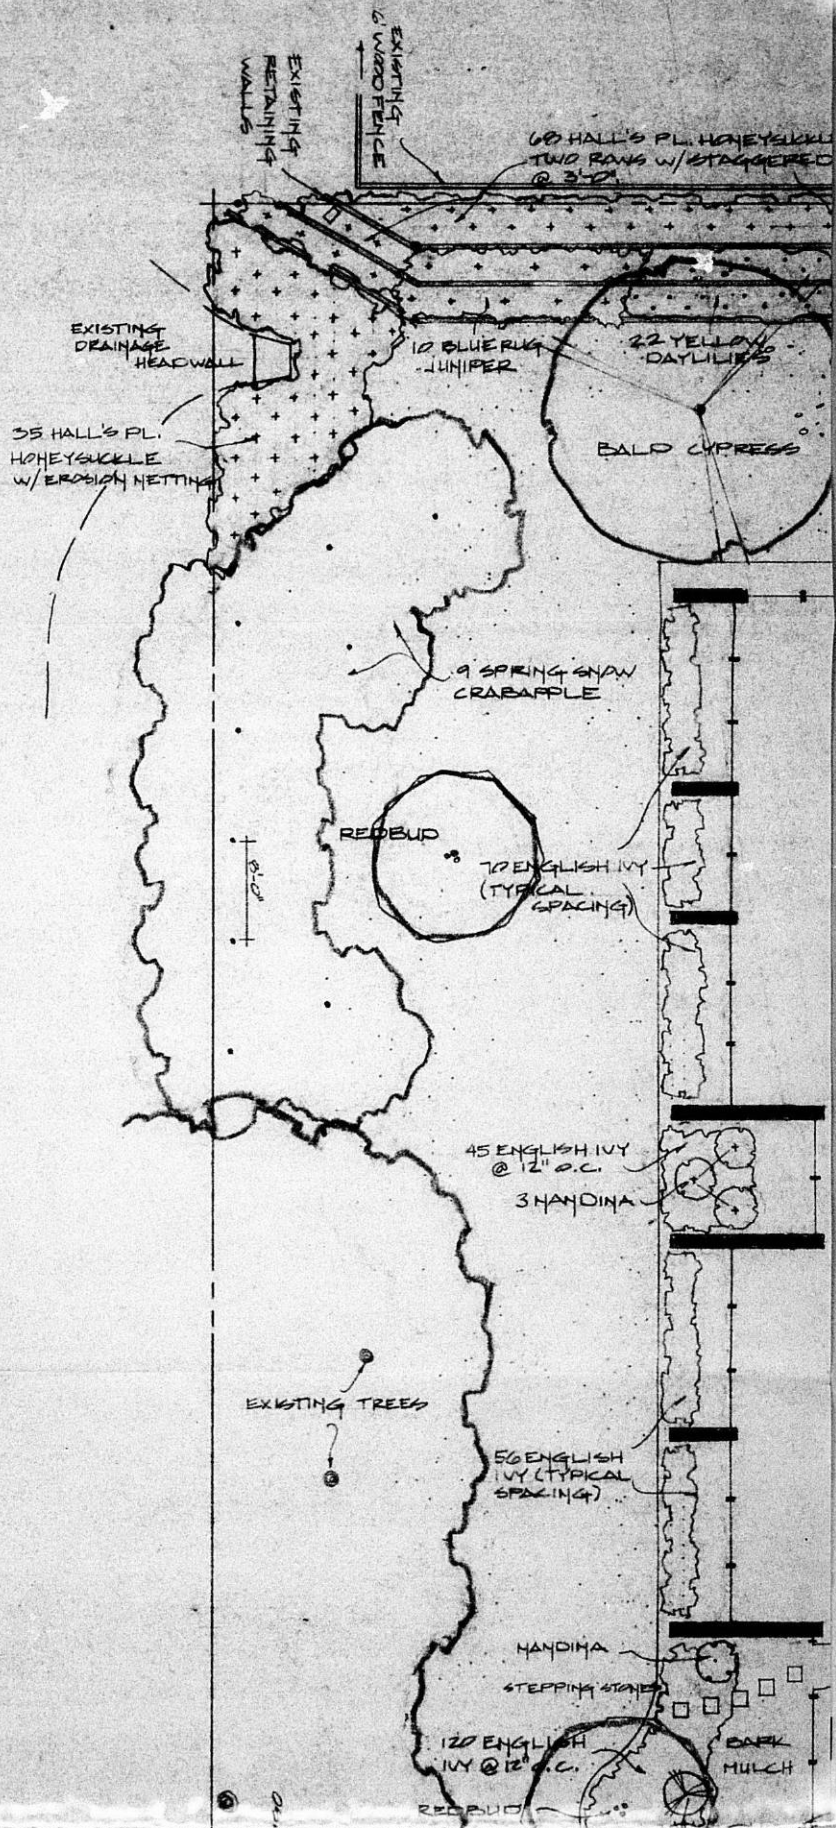 EXISTING
6' WOOD FENCE
EXISTING
RETAINING
WALLS
68 HALL'S PL. HONEYSUCKL
TWO ROWS W/ STAGGERED
@ 3'-0"
EXISTING
DRAINAGE
HEADWALL
10 BLUE RUG
JUNIPER
22 YELLOW
DAYLILIES
BALD CYPRESS
35 HALL'S PL.
HONEYSUCKLE
W/ EROSION NETTING
9 SPRING SNOW
CRABAPPLE
REDBUD
8'-0"
70 ENGLISH IVY
(TYPICAL
SPACING)
45 ENGLISH IVY
@ 12" O.C.
3 NANDINA
EXISTING TREES
56 ENGLISH
IVY (TYPICAL
SPACING)
NANDINA
STEPPING STONES
120 ENGLISH
IVY @ 12" O.C.
BARK
MULCH
REDBUD